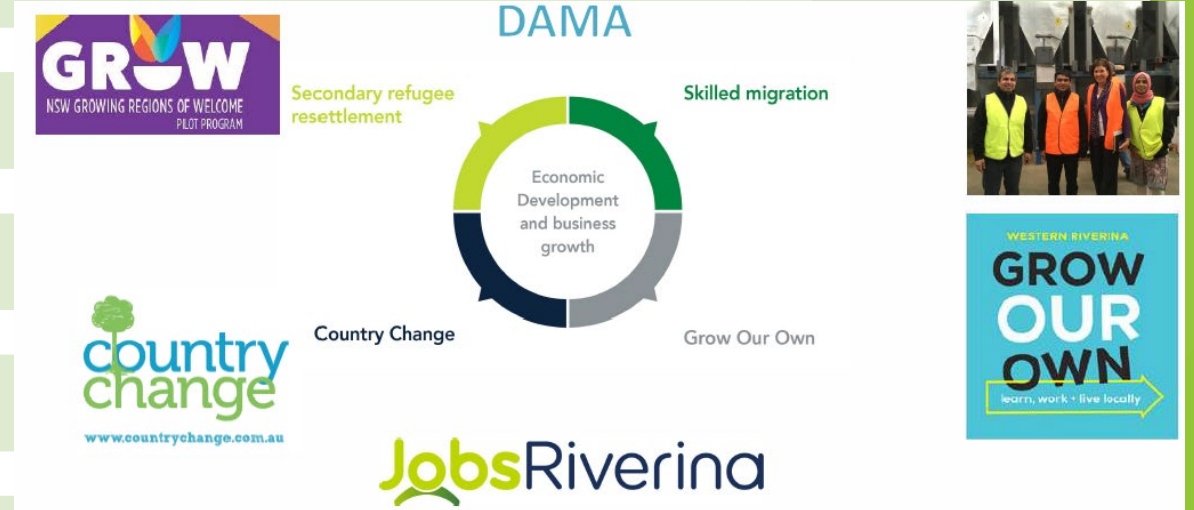 DAMA
GROW
NSW GROWING REGIONS OF WELCOME
PILOT PROGRAM
Secondary refugee
resettlement
Skilled migration
Economic
Development
and business
growth
Country Change
Grow Our Own
country
change
www.countrychange.com.au
WESTERN RIVERINA
GROW
OUR
OWN
learn, work + live locally
JobsRiverina